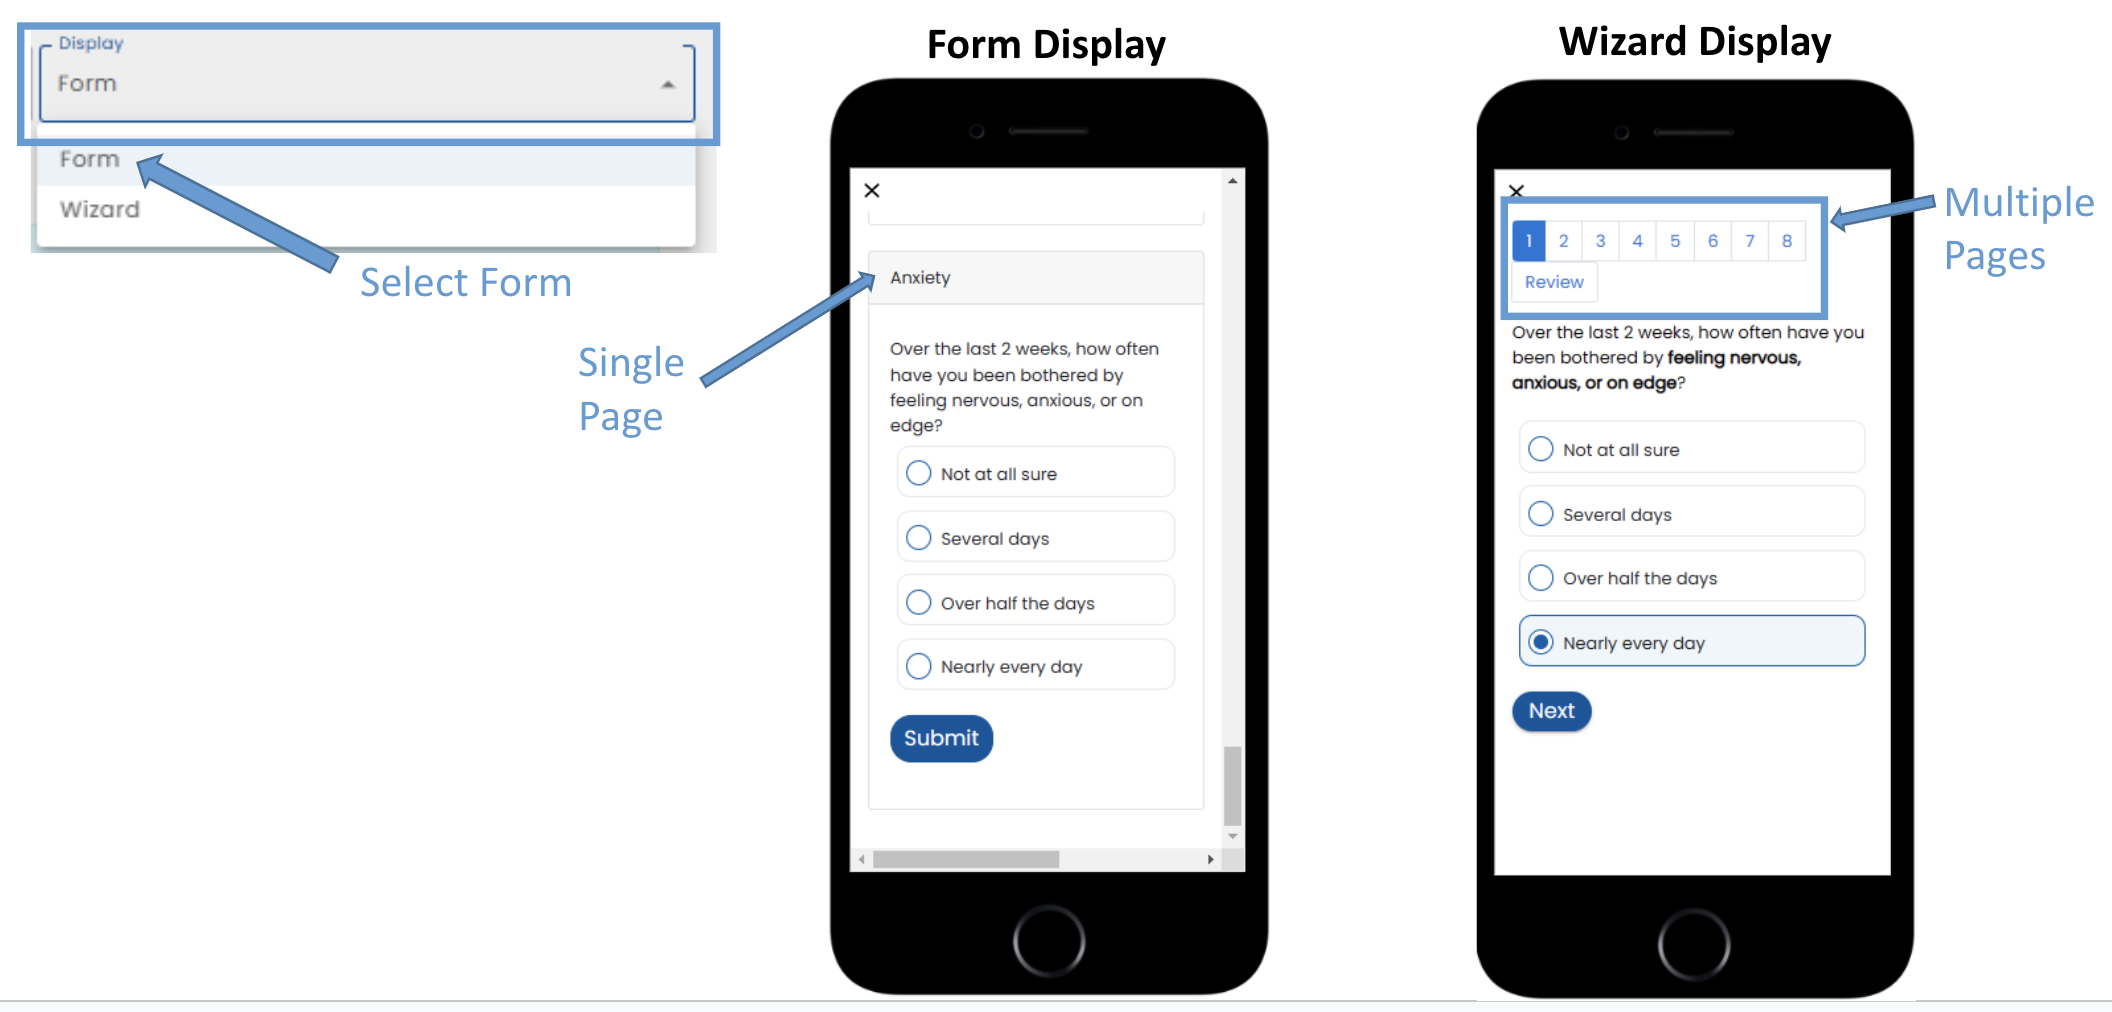 Display
Form
Form
Wizard
Select Form
Form Display
×
Anxiety
Single
Page
Over the last 2 weeks, how often
have you been bothered by
feeling nervous, anxious, or on
edge?
Not at all sure
Several days
Over half the days
Nearly every day
Submit
Wizard Display
×
1 2 3 4 5 6 7 8
Review
Multiple
Pages
Over the last 2 weeks, how often have you
been bothered by feeling nervous,
anxious, or on edge?
Not at all sure
Several days
Over half the days
Nearly every day
Next